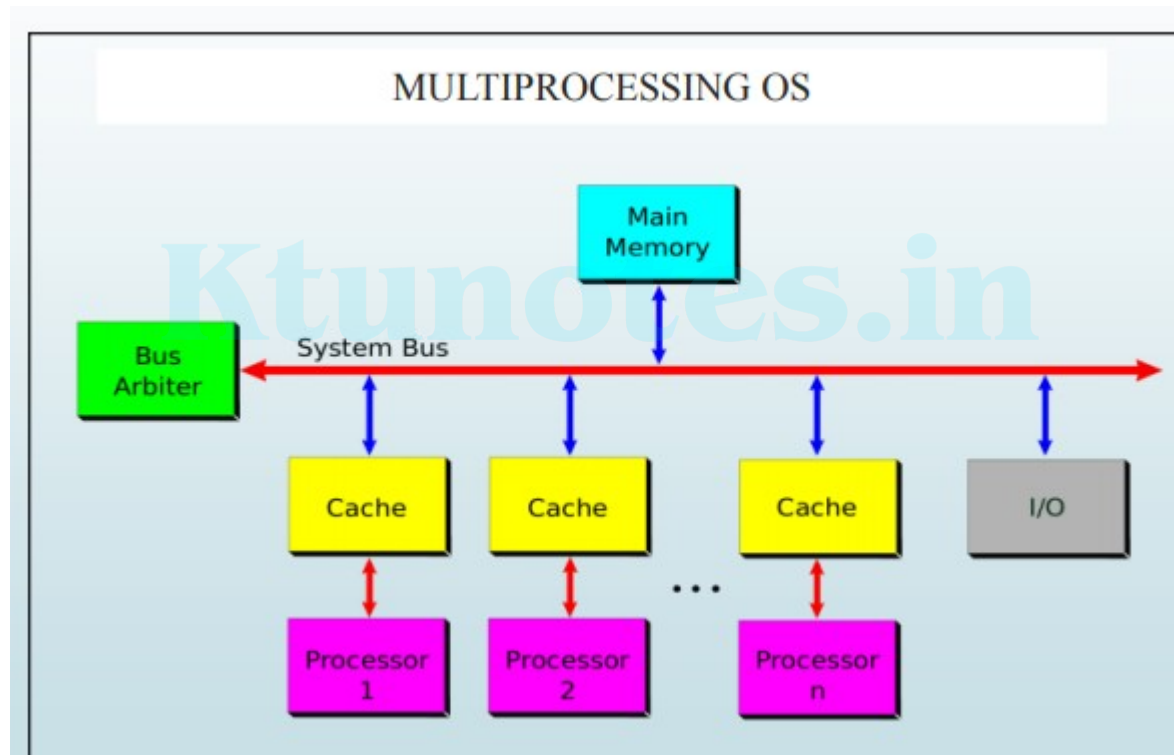 MULTIPROCESSING OS
Ktunotes.in
Main
Memory
System Bus
Bus
Arbiter
Cache
Cache
Cache
I/O
...
Processor
1
Processor
2
Processor
n